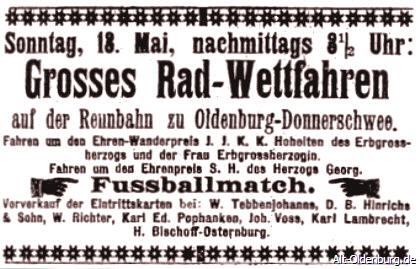 Sonntag, 18. Mai, nachmittags 3½ Uhr:
Grosses Rad-Wettfahren
auf der Rennbahn zu Oldenburg-Donnerschwee.
Fahren um den Ehren-Wanderpreis J. J. K. K. Hoheiten des Erbgross-
herzogs und der Frau Erbgrossherzogin.
Fahren um den Ehrenpreis S. H. des Herzogs Georg.
Fussballmatch.
Vorverkauf der Eintrittskarten bei: W. Tebbenjohanns, D. B. Hinrichs
& Sohn, W. Richter, Karl Ed. Pophanken, Joh. Voss, Karl Lambrecht,
H. Bischoff-Osternburg.
Alt-Oldenburg.de